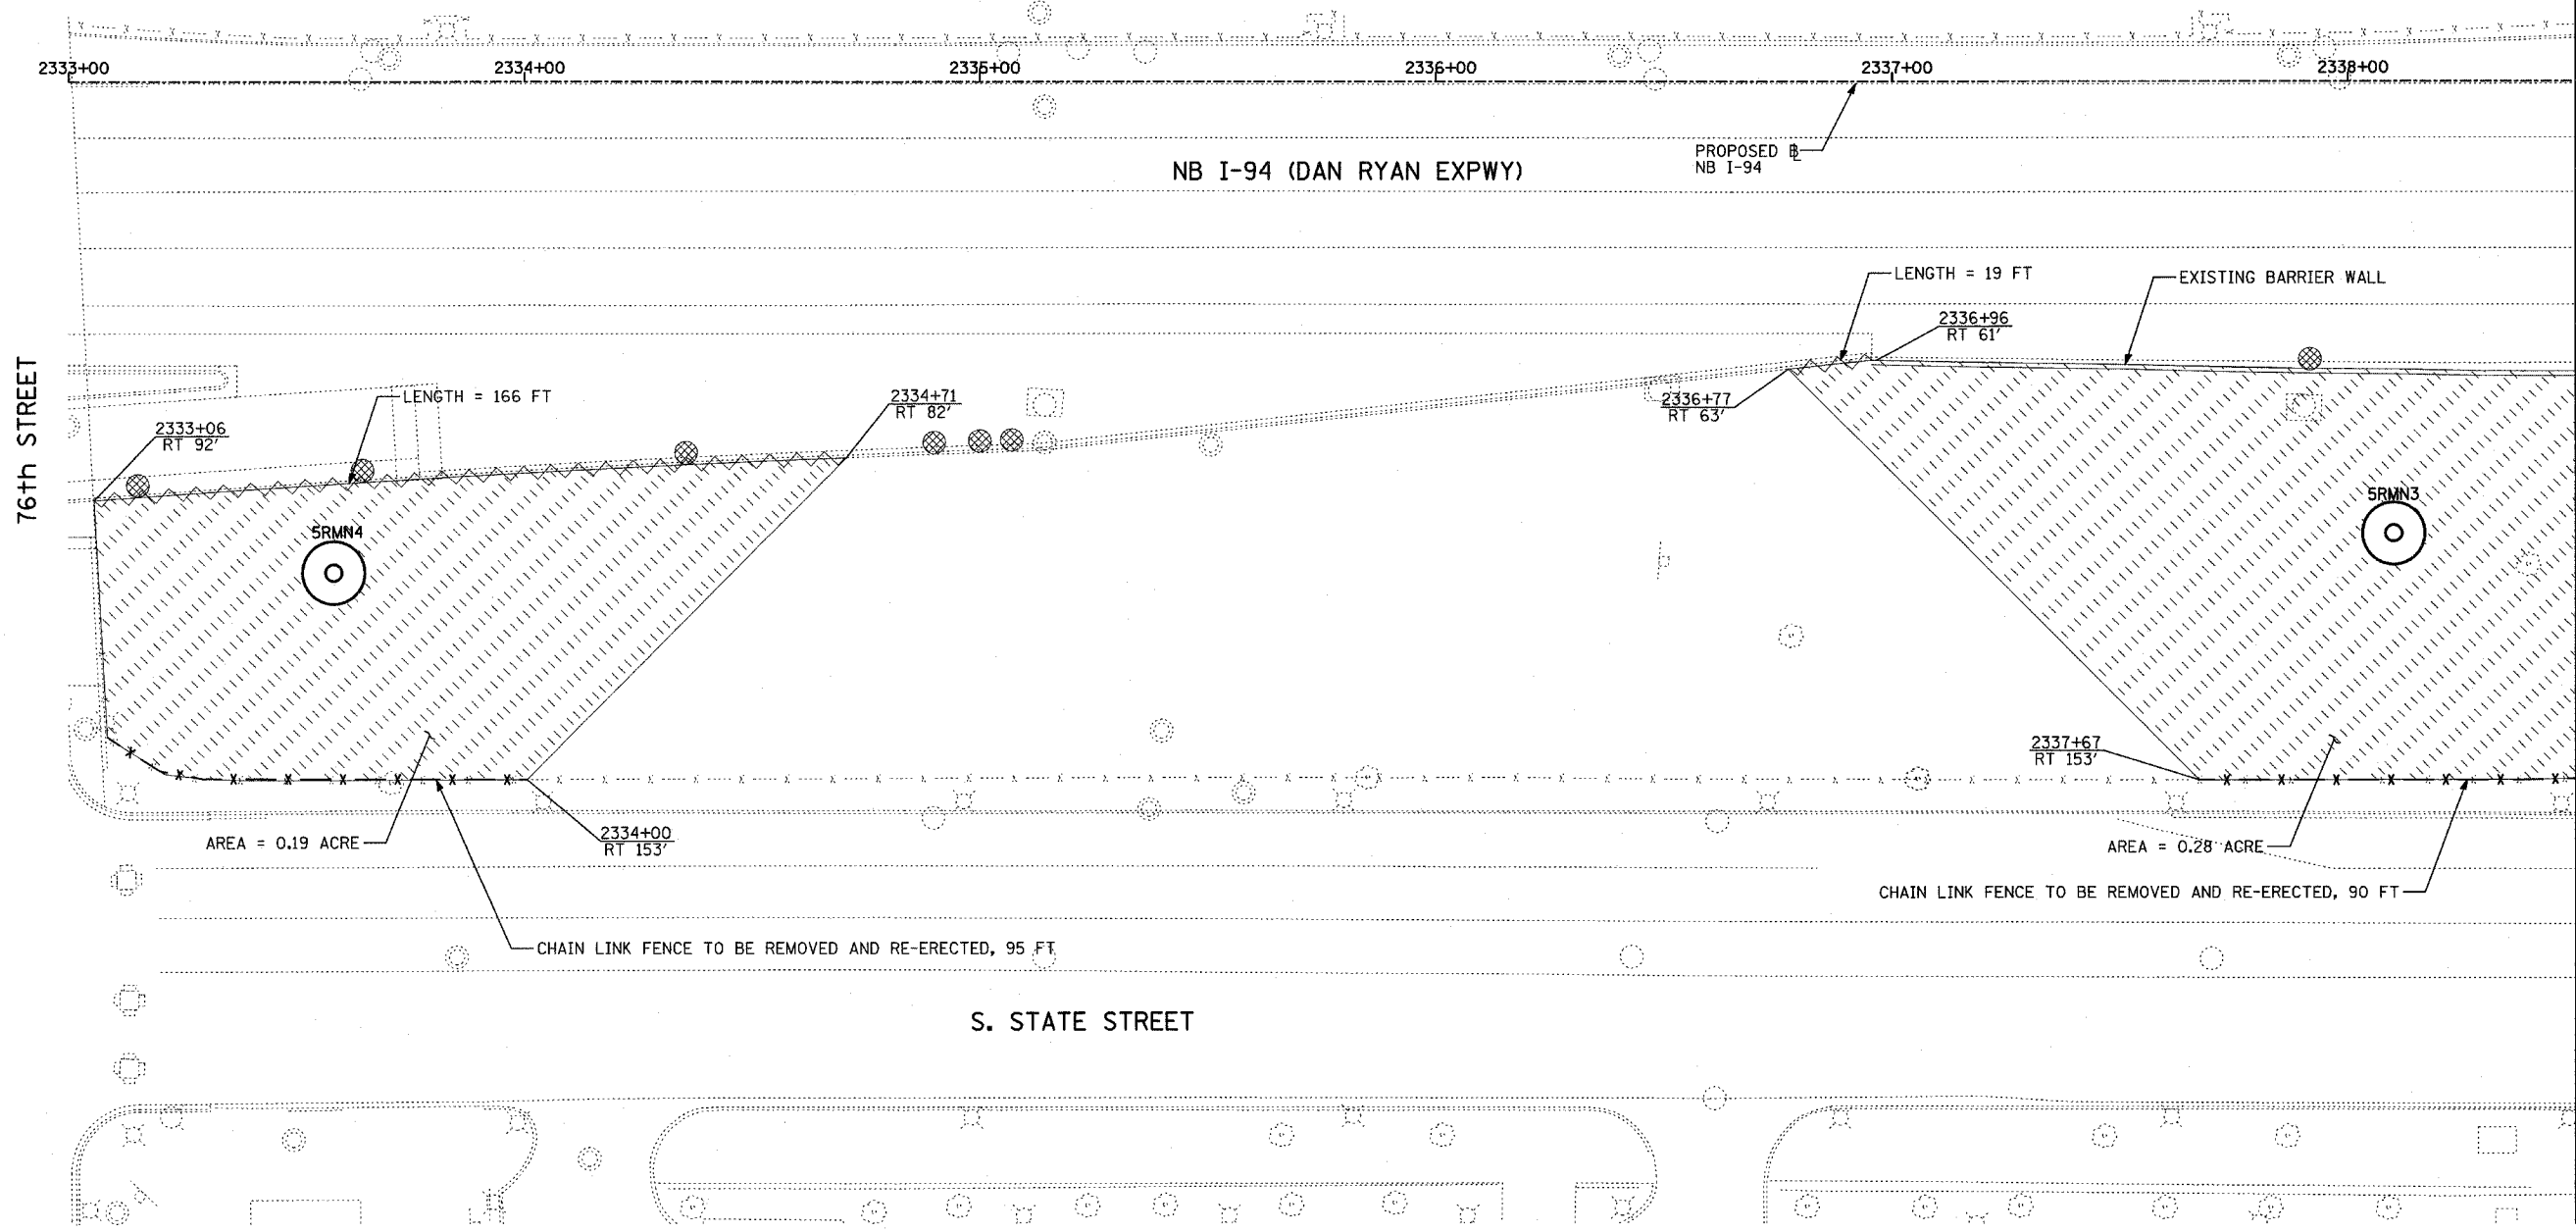 2333+00
2334+00
2335+00
2336+00
2337+00
2338+00
NB I-94 (DAN RYAN EXPWY)
PROPOSED ℄
NB I-94
LENGTH = 19 FT
EXISTING BARRIER WALL
2336+96
RT 61'
76th STREET
LENGTH = 166 FT
2334+71
RT 82'
2336+77
RT 63'
2333+06
RT 92'
5RMN4
5RMN3
2337+67
RT 153'
AREA = 0.19 ACRE
2334+00
RT 153'
AREA = 0.28 ACRE
CHAIN LINK FENCE TO BE REMOVED AND RE-ERECTED, 90 FT
CHAIN LINK FENCE TO BE REMOVED AND RE-ERECTED, 95 FT
S. STATE STREET